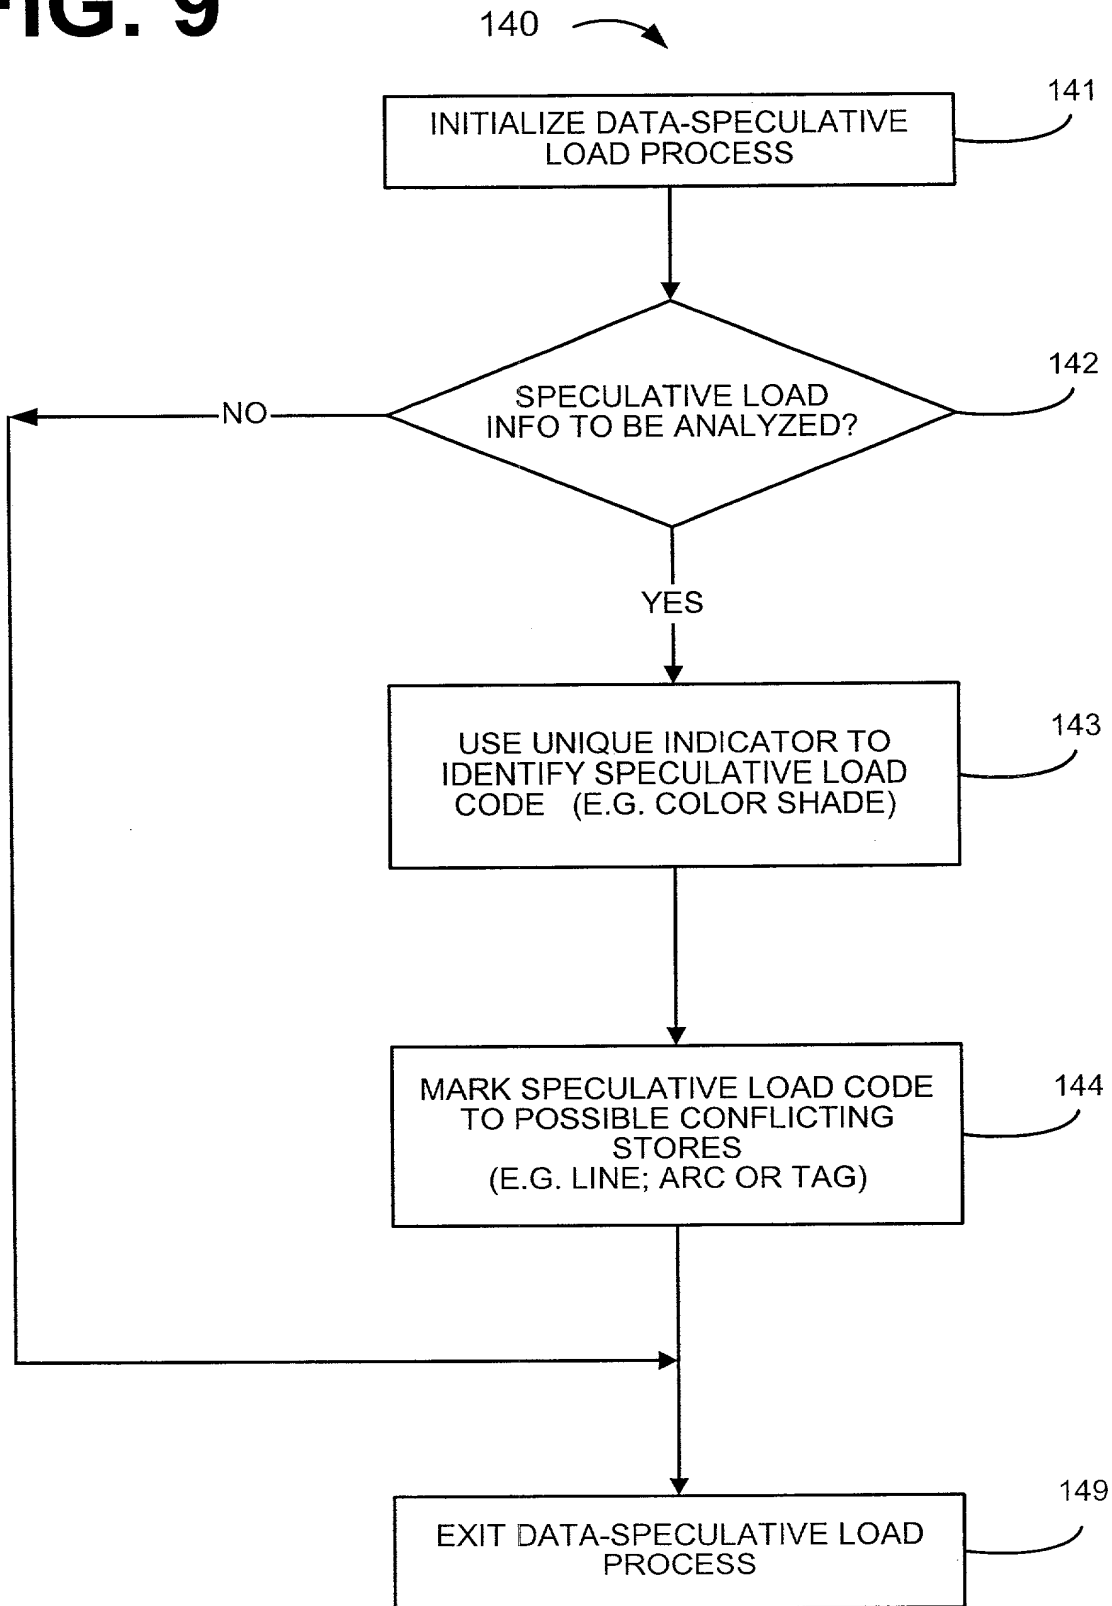 FIG. 9
140
INITIALIZE DATA-SPECULATIVE
LOAD PROCESS
141
SPECULATIVE LOAD
INFO TO BE ANALYZED?
142
NO
YES
USE UNIQUE INDICATOR TO
IDENTIFY SPECULATIVE LOAD
CODE (E.G. COLOR SHADE)
143
MARK SPECULATIVE LOAD CODE
TO POSSIBLE CONFLICTING
STORES
(E.G. LINE; ARC OR TAG)
144
EXIT DATA-SPECULATIVE LOAD
PROCESS
149